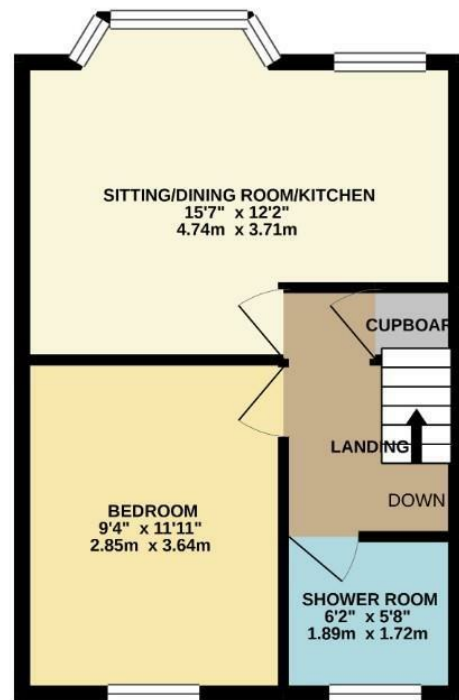 SITTING/DINING ROOM/KITCHEN
15'7" x 12'2"
4.74m x 3.71m
CUPBOAR
LANDING
DOWN
BEDROOM
9'4" x 11'11"
2.85m x 3.64m
SHOWER ROOM
6'2" x 5'8"
1.89m x 1.72m